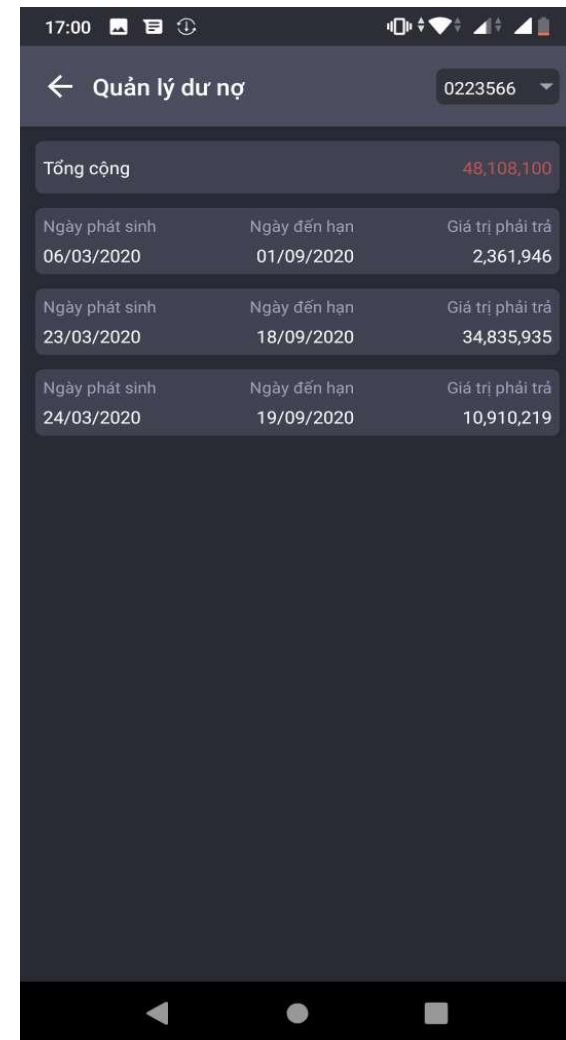 17:00
Quản lý dư nợ 0223566
Tổng cộng 48,108,100
Ngày phát sinh Ngày đến hạn Giá trị phải trả
06/03/2020 01/09/2020 2,361,946
Ngày phát sinh Ngày đến hạn Giá trị phải trả
23/03/2020 18/09/2020 34,835,935
Ngày phát sinh Ngày đến hạn Giá trị phải trả
24/03/2020 19/09/2020 10,910,219